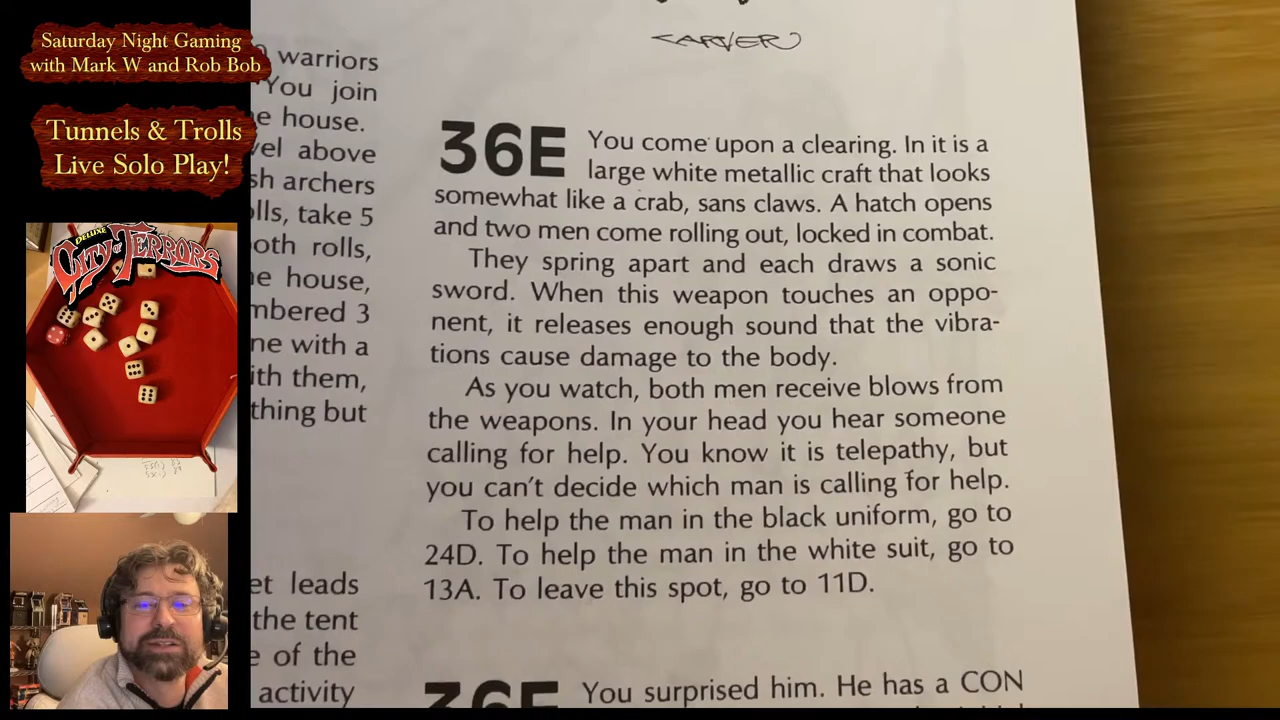 Saturday Night Gaming
with Mark W and Rob Bob
Tunnels & Trolls
Live Solo Play!
DELUXE
CITY OF TERRORS
warriors
You join
house.
above
archers
take 5
rolls,
house,
3
with a
them,
thing but
leads
the tent
of the
activity
CARVER
36E You come upon a clearing. In it is a
large white metallic craft that looks
somewhat like a crab, sans claws. A hatch opens
and two men come rolling out, locked in combat.
They spring apart and each draws a sonic
sword. When this weapon touches an oppo-
nent, it releases enough sound that the vibra-
tions cause damage to the body.
As you watch, both men receive blows from
the weapons. In your head you hear someone
calling for help. You know it is telepathy, but
you can't decide which man is calling for help.
To help the man in the black uniform, go to
24D. To help the man in the white suit, go to
13A. To leave this spot, go to 11D.
You surprised him. He has a CON